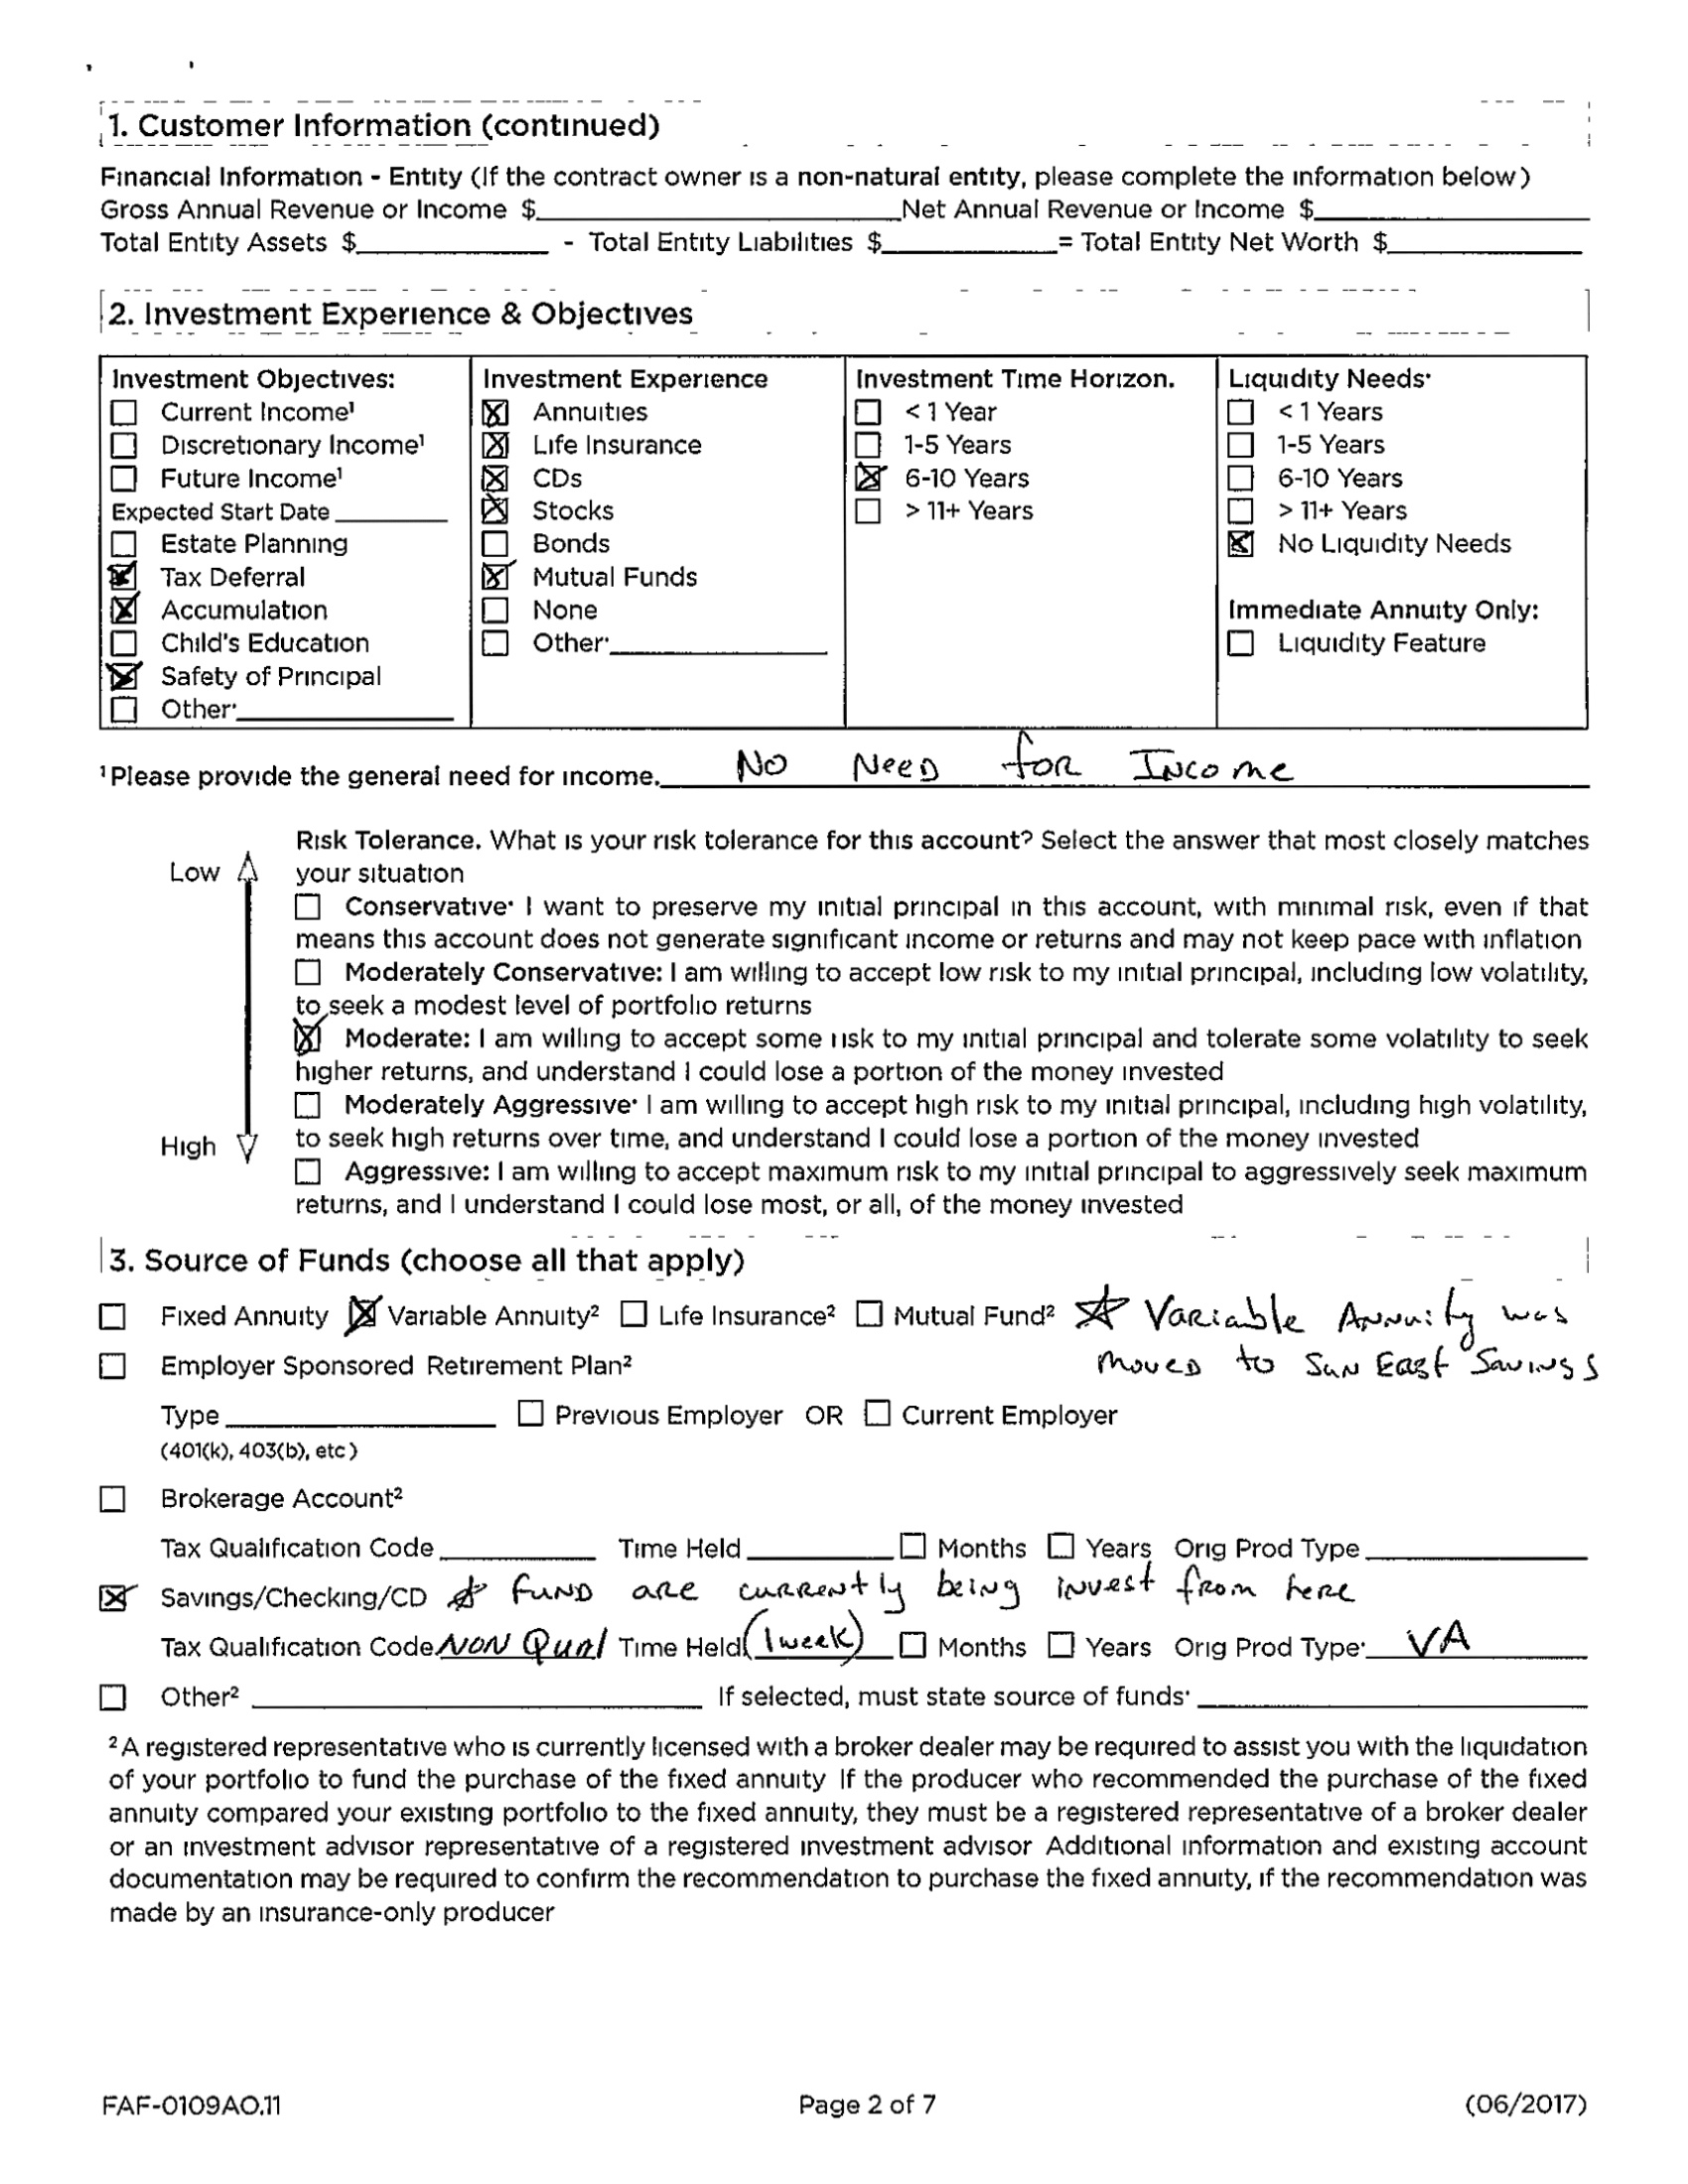 1. Customer Information (continued)
Financial Information - Entity (If the contract owner is a non-natural entity, please complete the information below)
Gross Annual Revenue or Income $ Net Annual Revenue or Income $
Total Entity Assets $ - Total Entity Liabilities $ = Total Entity Net Worth $
2. Investment Experience & Objectives
Investment Objectives:
Current Income¹
Discretionary Income¹
Future Income¹
Expected Start Date
Estate Planning
Tax Deferral
Accumulation
Child's Education
Safety of Principal
Other:
Investment Experience
Annuities
Life Insurance
CDs
Stocks
Bonds
Mutual Funds
None
Other:
Investment Time Horizon.
< 1 Year
1-5 Years
6-10 Years
> 11+ Years
Liquidity Needs:
< 1 Years
1-5 Years
6-10 Years
> 11+ Years
No Liquidity Needs
Immediate Annuity Only:
Liquidity Feature
¹ Please provide the general need for income. No Need for Income
Risk Tolerance. What is your risk tolerance for this account? Select the answer that most closely matches
Low your situation
Conservative: I want to preserve my initial principal in this account, with minimal risk, even if that
means this account does not generate significant income or returns and may not keep pace with inflation
Moderately Conservative: I am willing to accept low risk to my initial principal, including low volatility,
to seek a modest level of portfolio returns
Moderate: I am willing to accept some risk to my initial principal and tolerate some volatility to seek
higher returns, and understand I could lose a portion of the money invested
Moderately Aggressive: I am willing to accept high risk to my initial principal, including high volatility,
High to seek high returns over time, and understand I could lose a portion of the money invested
Aggressive: I am willing to accept maximum risk to my initial principal to aggressively seek maximum
returns, and I understand I could lose most, or all, of the money invested
3. Source of Funds (choose all that apply)
Fixed Annuity Variable Annuity² Life Insurance² Mutual Fund² Variable Annuity was
Employer Sponsored Retirement Plan² moved to Sun East Savings
Type Previous Employer OR Current Employer
(401(k), 403(b), etc)
Brokerage Account²
Tax Qualification Code Time Held Months Years Orig Prod Type
Savings/Checking/CD Fund are currently being invest from here
Tax Qualification Code NON Qual Time Held (1 week) Months Years Orig Prod Type: VA
Other² If selected, must state source of funds:
² A registered representative who is currently licensed with a broker dealer may be required to assist you with the liquidation
of your portfolio to fund the purchase of the fixed annuity If the producer who recommended the purchase of the fixed
annuity compared your existing portfolio to the fixed annuity, they must be a registered representative of a broker dealer
or an investment advisor representative of a registered investment advisor Additional information and existing account
documentation may be required to confirm the recommendation to purchase the fixed annuity, if the recommendation was
made by an insurance-only producer
FAF-0109AO.11 Page 2 of 7 (06/2017)